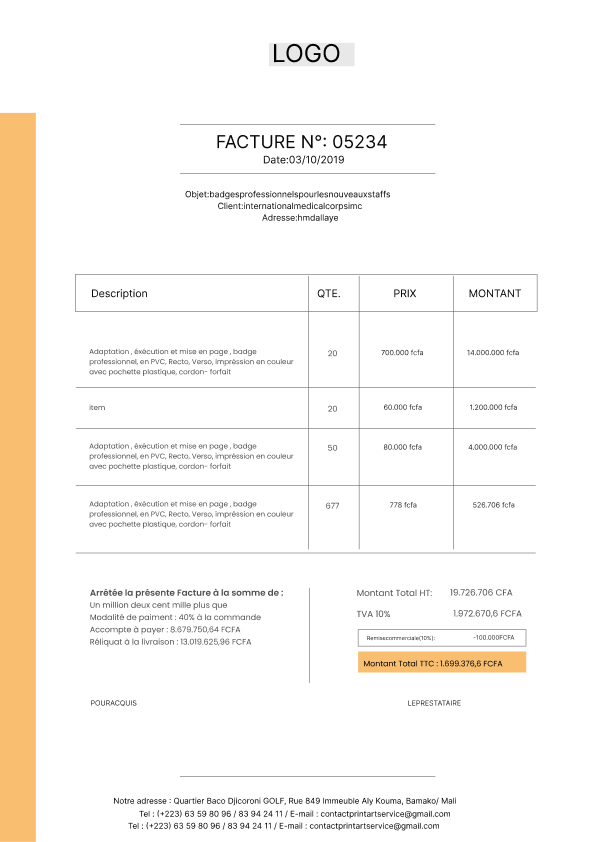 LOGO
FACTURE N°: 05234
Date:03/10/2019
Objet:badgesprofessionnelspourlesnouveauxstaffs
Client:internationalmedicalcorpsimc
Adresse:hmdallaye
Description QTE. PRIX MONTANT
Adaptation , éxécution et mise en page , badge
professionnel, en PVC, Recto, Verso, impréssion en couleur
avec pochette plastique, cordon- forfait
20 700.000 fcfa 14.000.000 fcfa
item 20 60.000 fcfa 1.200.000 fcfa
Adaptation , éxécution et mise en page , badge
professionnel, en PVC, Recto, Verso, impréssion en couleur
avec pochette plastique, cordon- forfait
50 80.000 fcfa 4.000.000 fcfa
Adaptation , éxécution et mise en page , badge
professionnel, en PVC, Recto, Verso, impréssion en couleur
avec pochette plastique, cordon- forfait
677 778 fcfa 526.706 fcfa
Arrêtée la présente Facture à la somme de :
Un million deux cent mille plus que
Modalité de paiment : 40% à la commande
Accompte à payer : 8.679.750,64 FCFA
Réliquat à la livraison : 13.019.625,96 FCFA
Montant Total HT: 19.726.706 CFA
TVA 10% 1.972.670,6 FCFA
Remisecommerciale(10%): -100.000FCFA
Montant Total TTC : 1.699.376,6 FCFA
POURACQUIS LEPRESTATAIRE
Notre adresse : Quartier Baco Djicoroni GOLF, Rue 849 Immeuble Aly Kouma, Bamako/ Mali
Tel : (+223) 63 59 80 96 / 83 94 24 11 / E-mail : contactprintartservice@gmail.com
Tel : (+223) 63 59 80 96 / 83 94 24 11 / E-mail : contactprintartservice@gmail.com